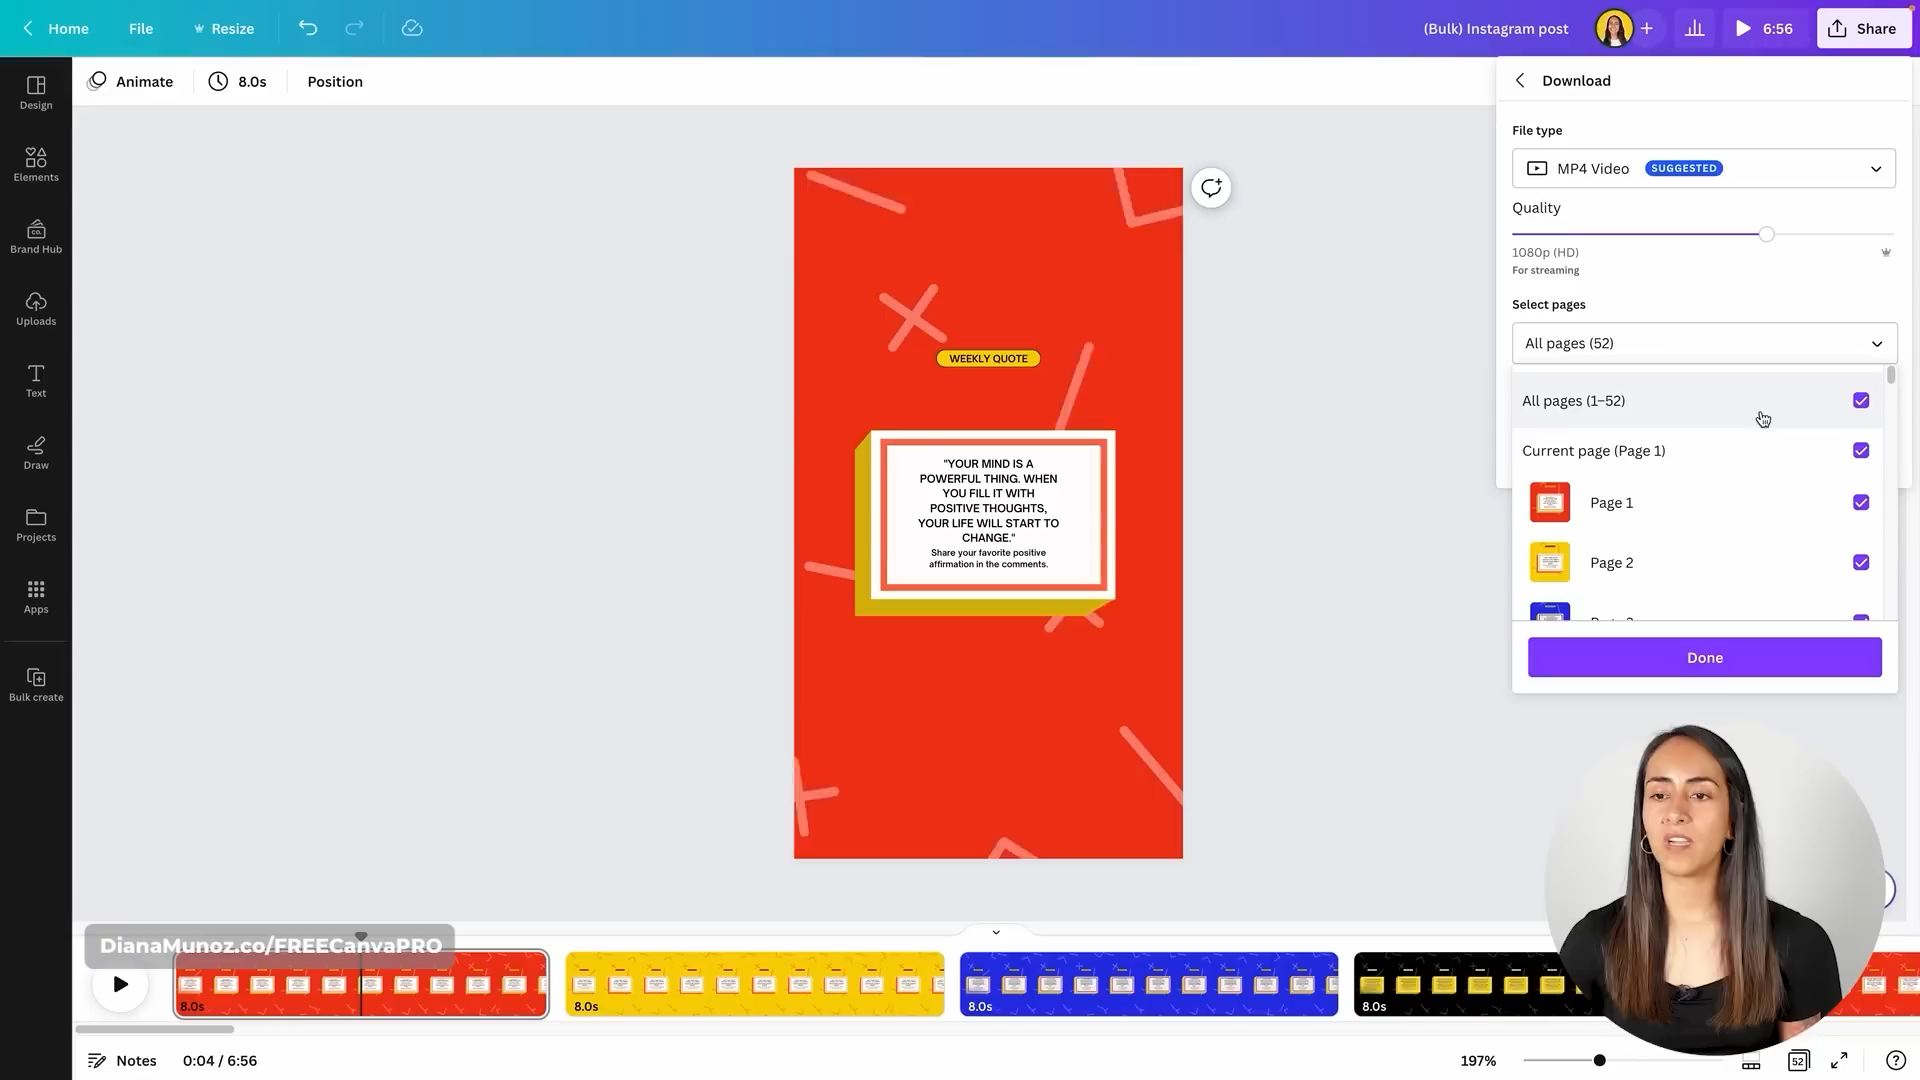 Home
File
Resize
(Bulk) Instagram post
6:56
Share
Animate
8.0s
Position
Design
Elements
Brand Hub
CO.
Uploads
Text
Draw
Projects
Apps
Bulk create
WEEKLY QUOTE
"YOUR MIND IS A
POWERFUL THING. WHEN
YOU FILL IT WITH
POSITIVE THOUGHTS,
YOUR LIFE WILL START TO
CHANGE."
Share your favorite positive
affirmation in the comments.
Download
File type
MP4 Video SUGGESTED
Quality
1080p (HD)
For streaming
Select pages
All pages (52)
All pages (1–52)
Current page (Page 1)
Page 1
Page 2
Done
DianaMunoz.co/FREECanvaPRO
8.0s
8.0s
8.0s
8.0s
Notes
0:04 / 6:56
197%
52